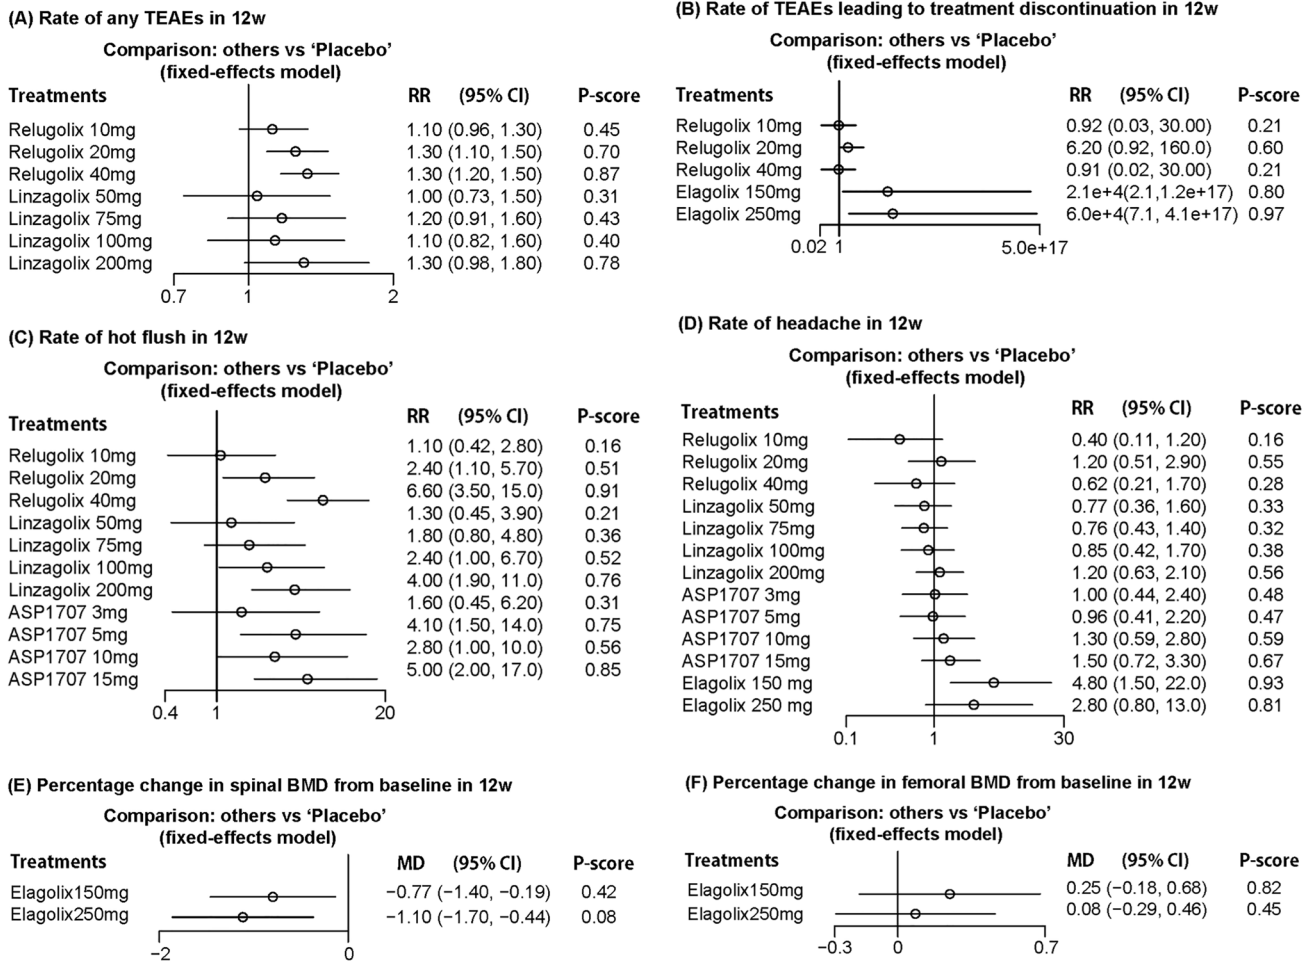 (A) Rate of any TEAEs in 12w
Comparison: others vs ‘Placebo’
(fixed-effects model)
Treatments RR (95% CI) P-score
Relugolix 10mg 1.10 (0.96, 1.30) 0.45
Relugolix 20mg 1.30 (1.10, 1.50) 0.70
Relugolix 40mg 1.30 (1.20, 1.50) 0.87
Linzagolix 50mg 1.00 (0.73, 1.50) 0.31
Linzagolix 75mg 1.20 (0.91, 1.60) 0.43
Linzagolix 100mg 1.10 (0.82, 1.60) 0.40
Linzagolix 200mg 1.30 (0.98, 1.80) 0.78
0.7 1 2
(B) Rate of TEAEs leading to treatment discontinuation in 12w
Comparison: others vs ‘Placebo’
(fixed-effects model)
Treatments RR (95% CI) P-score
Relugolix 10mg 0.92 (0.03, 30.00) 0.21
Relugolix 20mg 6.20 (0.92, 160.0) 0.60
Relugolix 40mg 0.91 (0.02, 30.00) 0.21
Elagolix 150mg 2.1e+4(2.1,1.2e+17) 0.80
Elagolix 250mg 6.0e+4(7.1, 4.1e+17) 0.97
0.02 1 5.0e+17
(C) Rate of hot flush in 12w
Comparison: others vs ‘Placebo’
(fixed-effects model)
Treatments RR (95% CI) P-score
Relugolix 10mg 1.10 (0.42, 2.80) 0.16
Relugolix 20mg 2.40 (1.10, 5.70) 0.51
Relugolix 40mg 6.60 (3.50, 15.0) 0.91
Linzagolix 50mg 1.30 (0.45, 3.90) 0.21
Linzagolix 75mg 1.80 (0.80, 4.80) 0.36
Linzagolix 100mg 2.40 (1.00, 6.70) 0.52
Linzagolix 200mg 4.00 (1.90, 11.0) 0.76
ASP1707 3mg 1.60 (0.45, 6.20) 0.31
ASP1707 5mg 4.10 (1.50, 14.0) 0.75
ASP1707 10mg 2.80 (1.00, 10.0) 0.56
ASP1707 15mg 5.00 (2.00, 17.0) 0.85
0.4 1 20
(D) Rate of headache in 12w
Comparison: others vs ‘Placebo’
(fixed-effects model)
Treatments RR (95% CI) P-score
Relugolix 10mg 0.40 (0.11, 1.20) 0.16
Relugolix 20mg 1.20 (0.51, 2.90) 0.55
Relugolix 40mg 0.62 (0.21, 1.70) 0.28
Linzagolix 50mg 0.77 (0.36, 1.60) 0.33
Linzagolix 75mg 0.76 (0.43, 1.40) 0.32
Linzagolix 100mg 0.85 (0.42, 1.70) 0.38
Linzagolix 200mg 1.20 (0.63, 2.10) 0.56
ASP1707 3mg 1.00 (0.44, 2.40) 0.48
ASP1707 5mg 0.96 (0.41, 2.20) 0.47
ASP1707 10mg 1.30 (0.59, 2.80) 0.59
ASP1707 15mg 1.50 (0.72, 3.30) 0.67
Elagolix 150 mg 4.80 (1.50, 22.0) 0.93
Elagolix 250 mg 2.80 (0.80, 13.0) 0.81
0.1 1 30
(E) Percentage change in spinal BMD from baseline in 12w
Comparison: others vs ‘Placebo’
(fixed-effects model)
Treatments MD (95% CI) P-score
Elagolix150mg −0.77 (−1.40, −0.19) 0.42
Elagolix250mg −1.10 (−1.70, −0.44) 0.08
−2 0
(F) Percentage change in femoral BMD from baseline in 12w
Comparison: others vs ‘Placebo’
(fixed-effects model)
Treatments MD (95% CI) P-score
Elagolix150mg 0.25 (−0.18, 0.68) 0.82
Elagolix250mg 0.08 (−0.29, 0.46) 0.45
−0.3 0 0.7